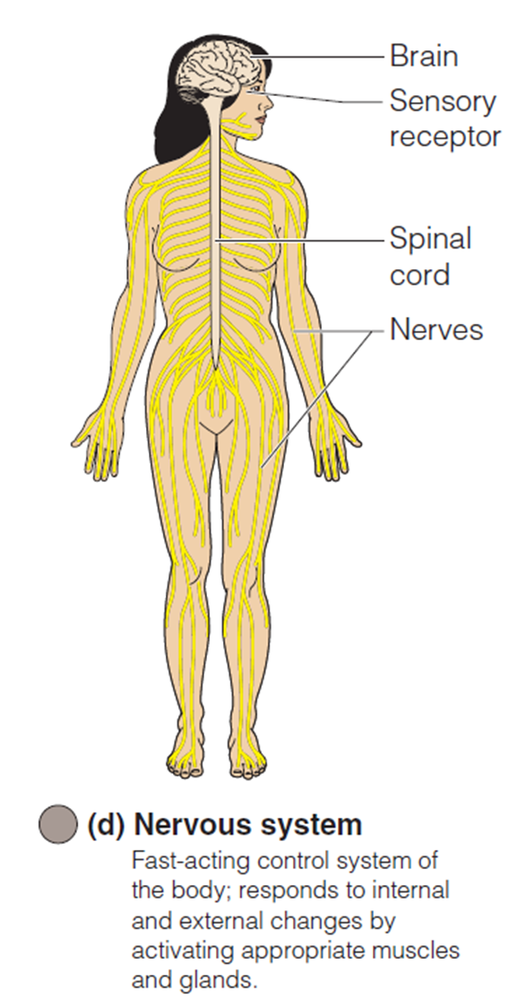 Brain
Sensory
receptor
Spinal
cord
Nerves
(d) Nervous system
Fast-acting control system of
the body; responds to internal
and external changes by
activating appropriate muscles
and glands.